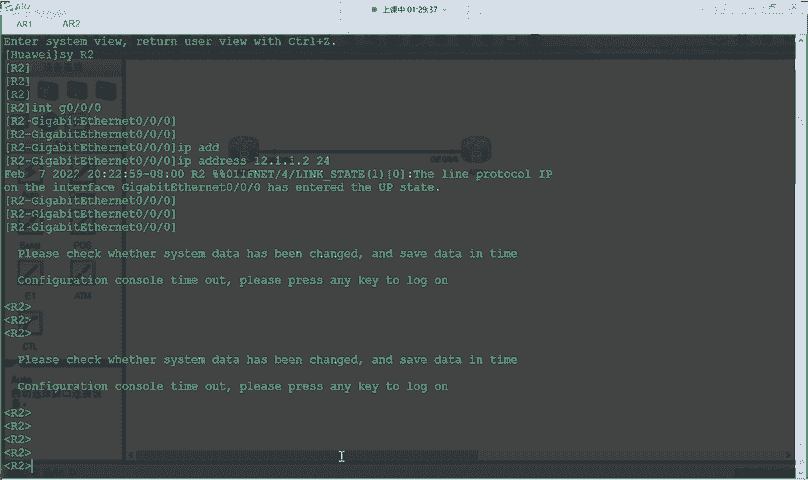 AR2
上课中 01:29:37
AR1 AR2
Enter system view, return user view with Ctrl+Z.
[Huawei]sy R2
[R2]
[R2]
[R2]
[R2]int g0/0/0
[R2-GigabitEthernet0/0/0]
[R2-GigabitEthernet0/0/0]
[R2-GigabitEthernet0/0/0]ip add
[R2-GigabitEthernet0/0/0]ip address 12.1.1.2 24
Feb 7 2022 20:22:59-08:00 R2 %%01IFNET/4/LINK_STATE(l)[0]:The line protocol IP
on the interface GigabitEthernet0/0/0 has entered the UP state.
[R2-GigabitEthernet0/0/0]
[R2-GigabitEthernet0/0/0]
[R2-GigabitEthernet0/0/0]
Please check whether system data has been changed, and save data in time
Configuration console time out, please press any key to log on
E1 ATM
<R2>
<R2>
<R2>
CTL
Please check whether system data has been changed, and save data in time
Configuration console time out, please press any key to log on
<R2>
<R2>
<R2>
<R2>
<R2>